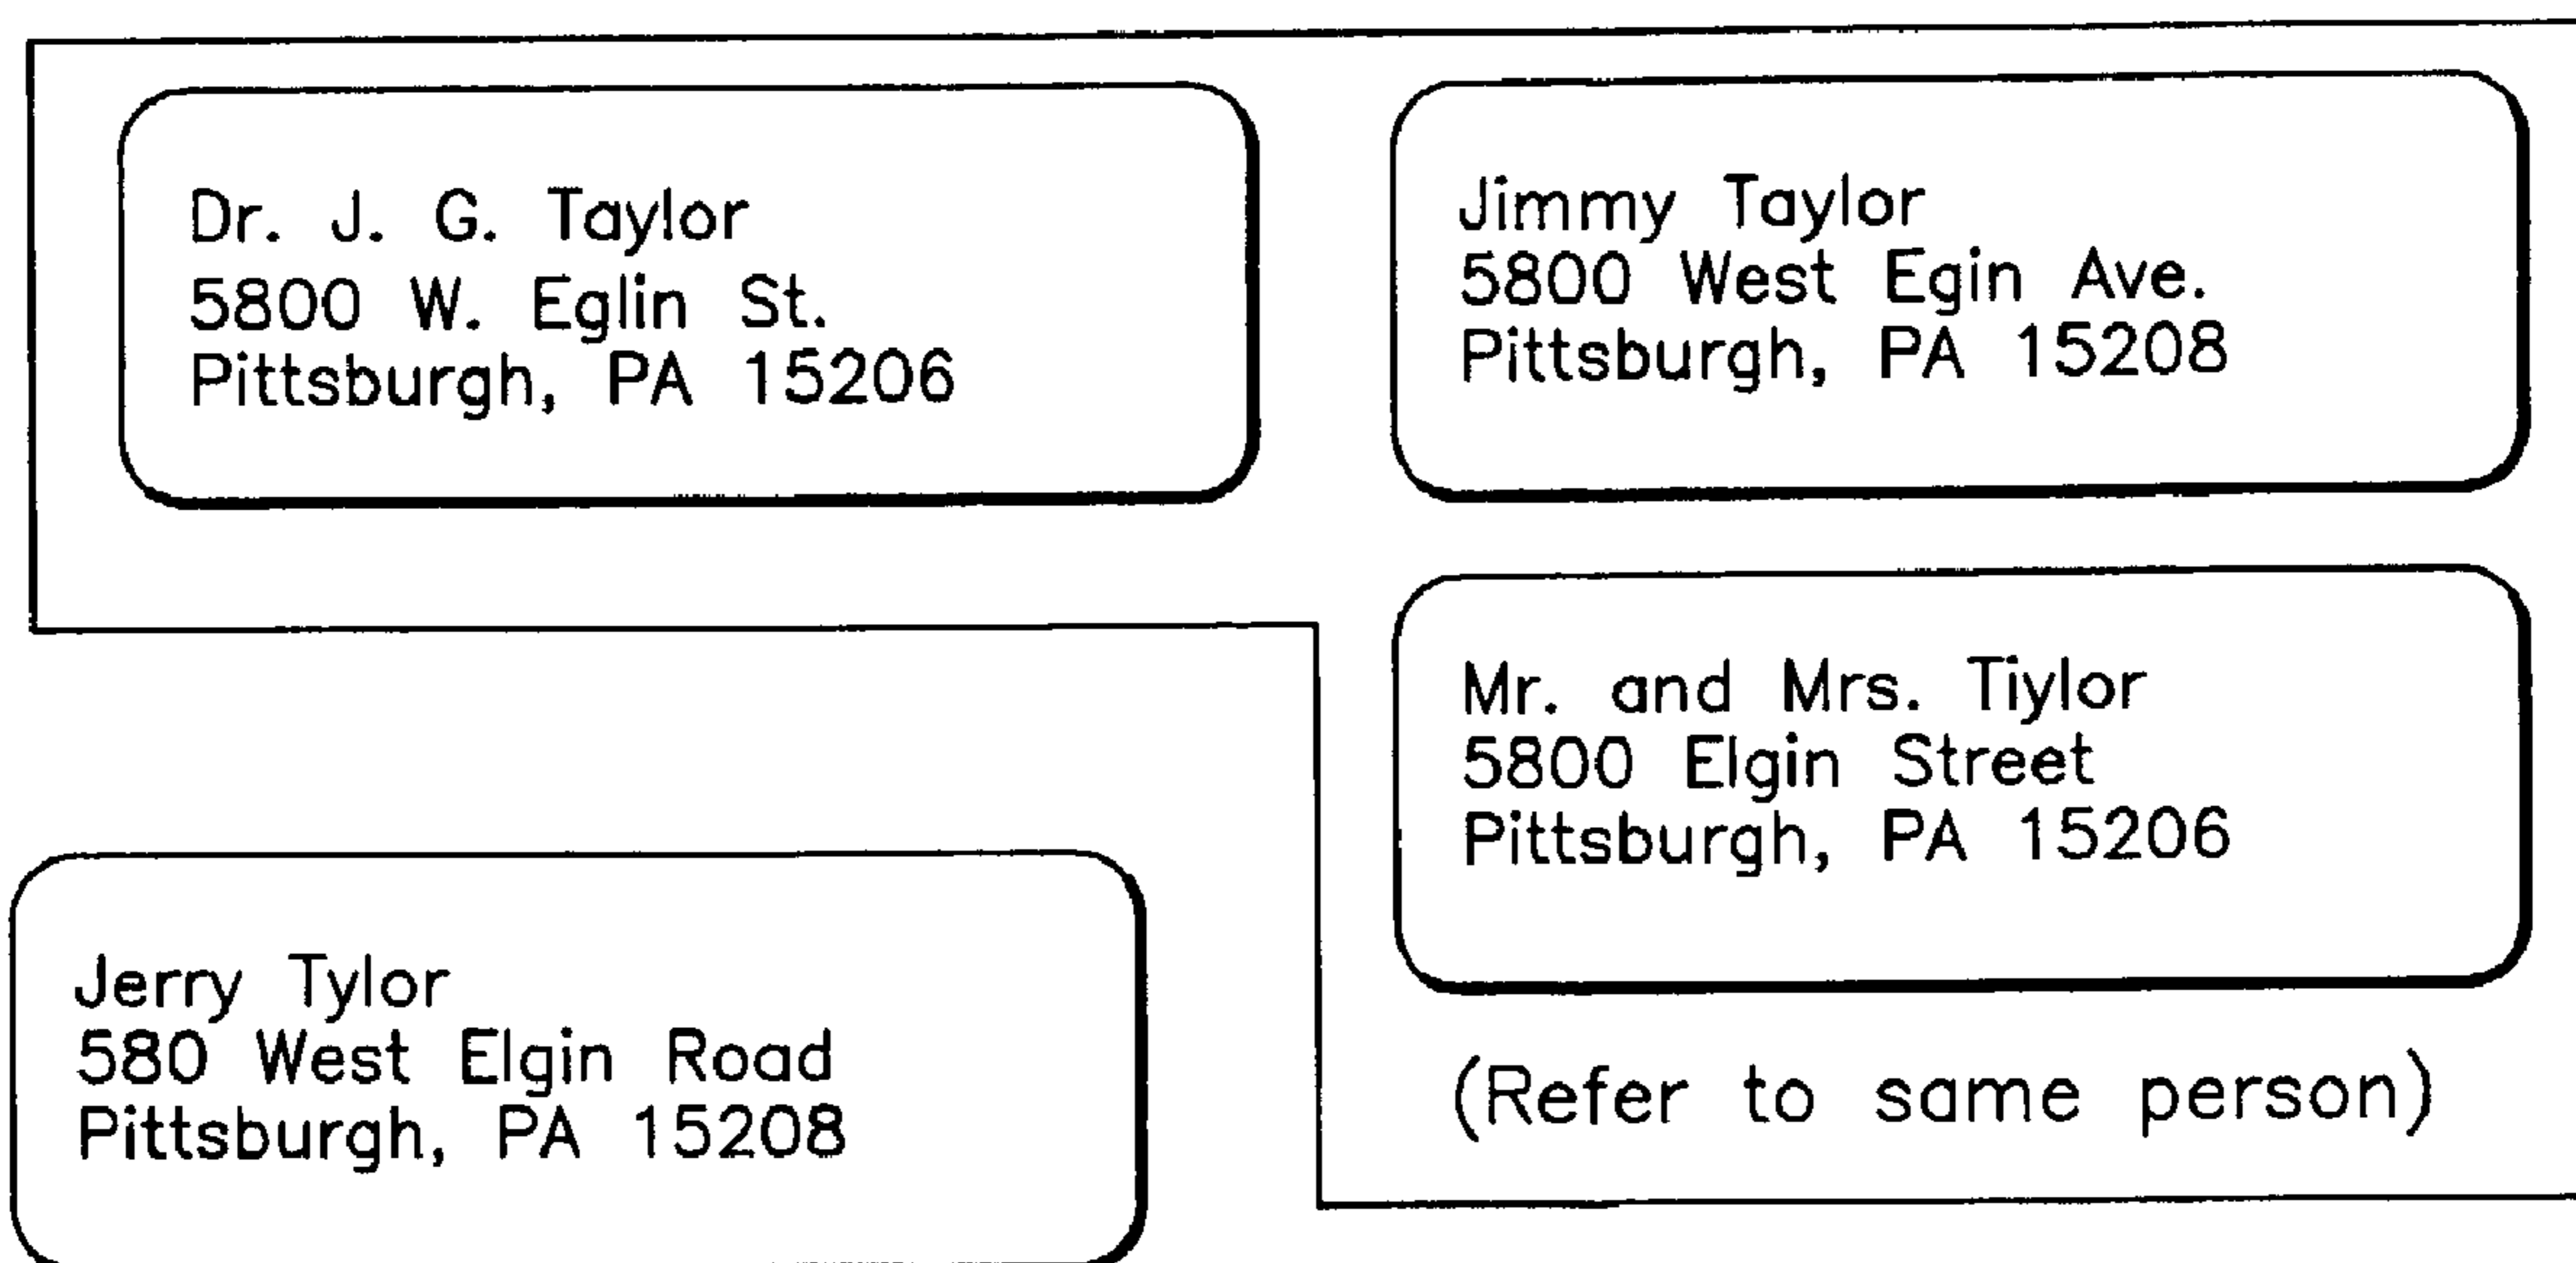 Dr. J. G. Taylor
5800 W. Eglin St.
Pittsburgh, PA 15206
Jimmy Taylor
5800 West Egin Ave.
Pittsburgh, PA 15208
Mr. and Mrs. Tiylor
5800 Elgin Street
Pittsburgh, PA 15206
(Refer to same person)
Jerry Tylor
580 West Elgin Road
Pittsburgh, PA 15208